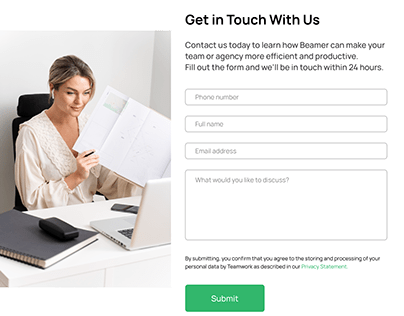 Get in Touch With Us
Contact us today to learn how Beamer can make your
team or agency more efficient and productive.
Fill out the form and we'll be in touch within 24 hours.
Phone number
Full name
Email address
What would you like to discuss?
By submitting, you confirm that you agree to the storing and processing of your
personal data by Teamwork as described in our Privacy Statement.
Submit